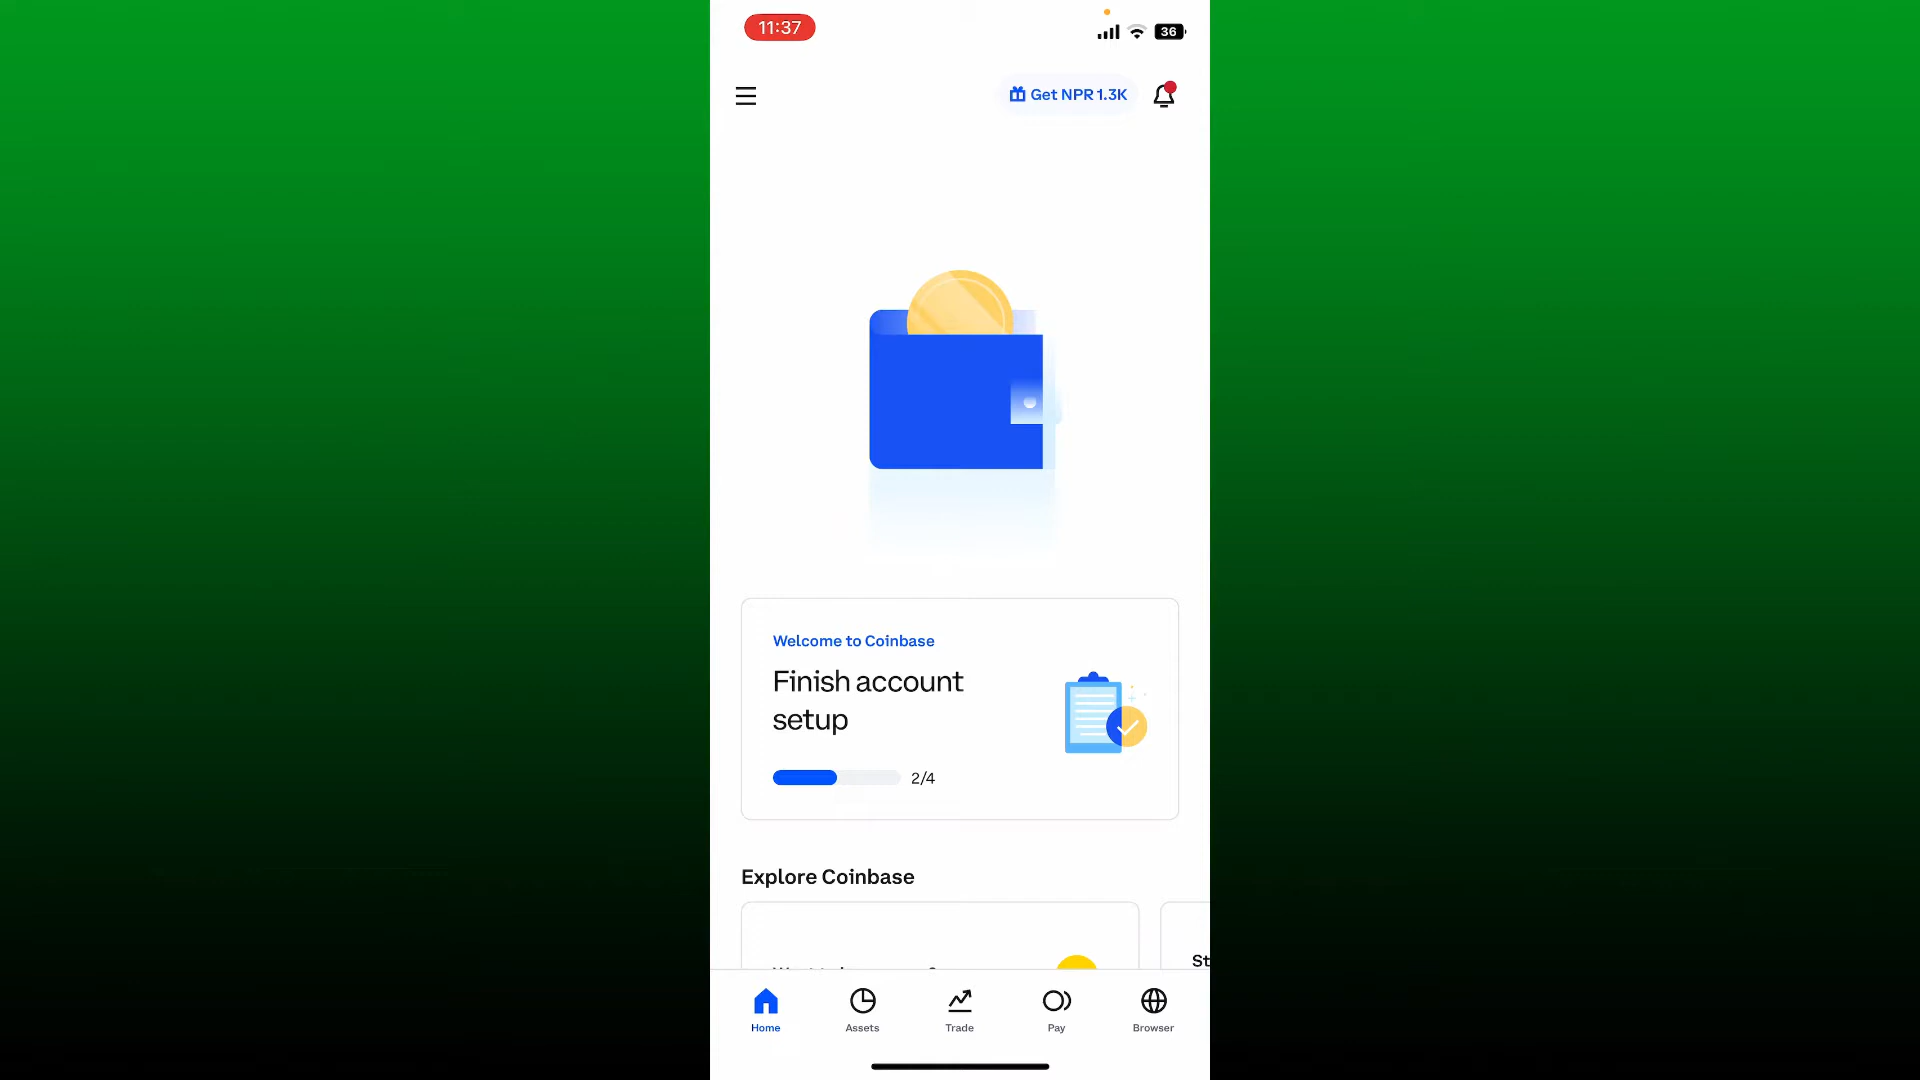 11:37
36
Get NPR 1.3K
Welcome to Coinbase
Finish account
setup
2/4
Explore Coinbase
St
Home
Assets
Trade
Pay
Browser